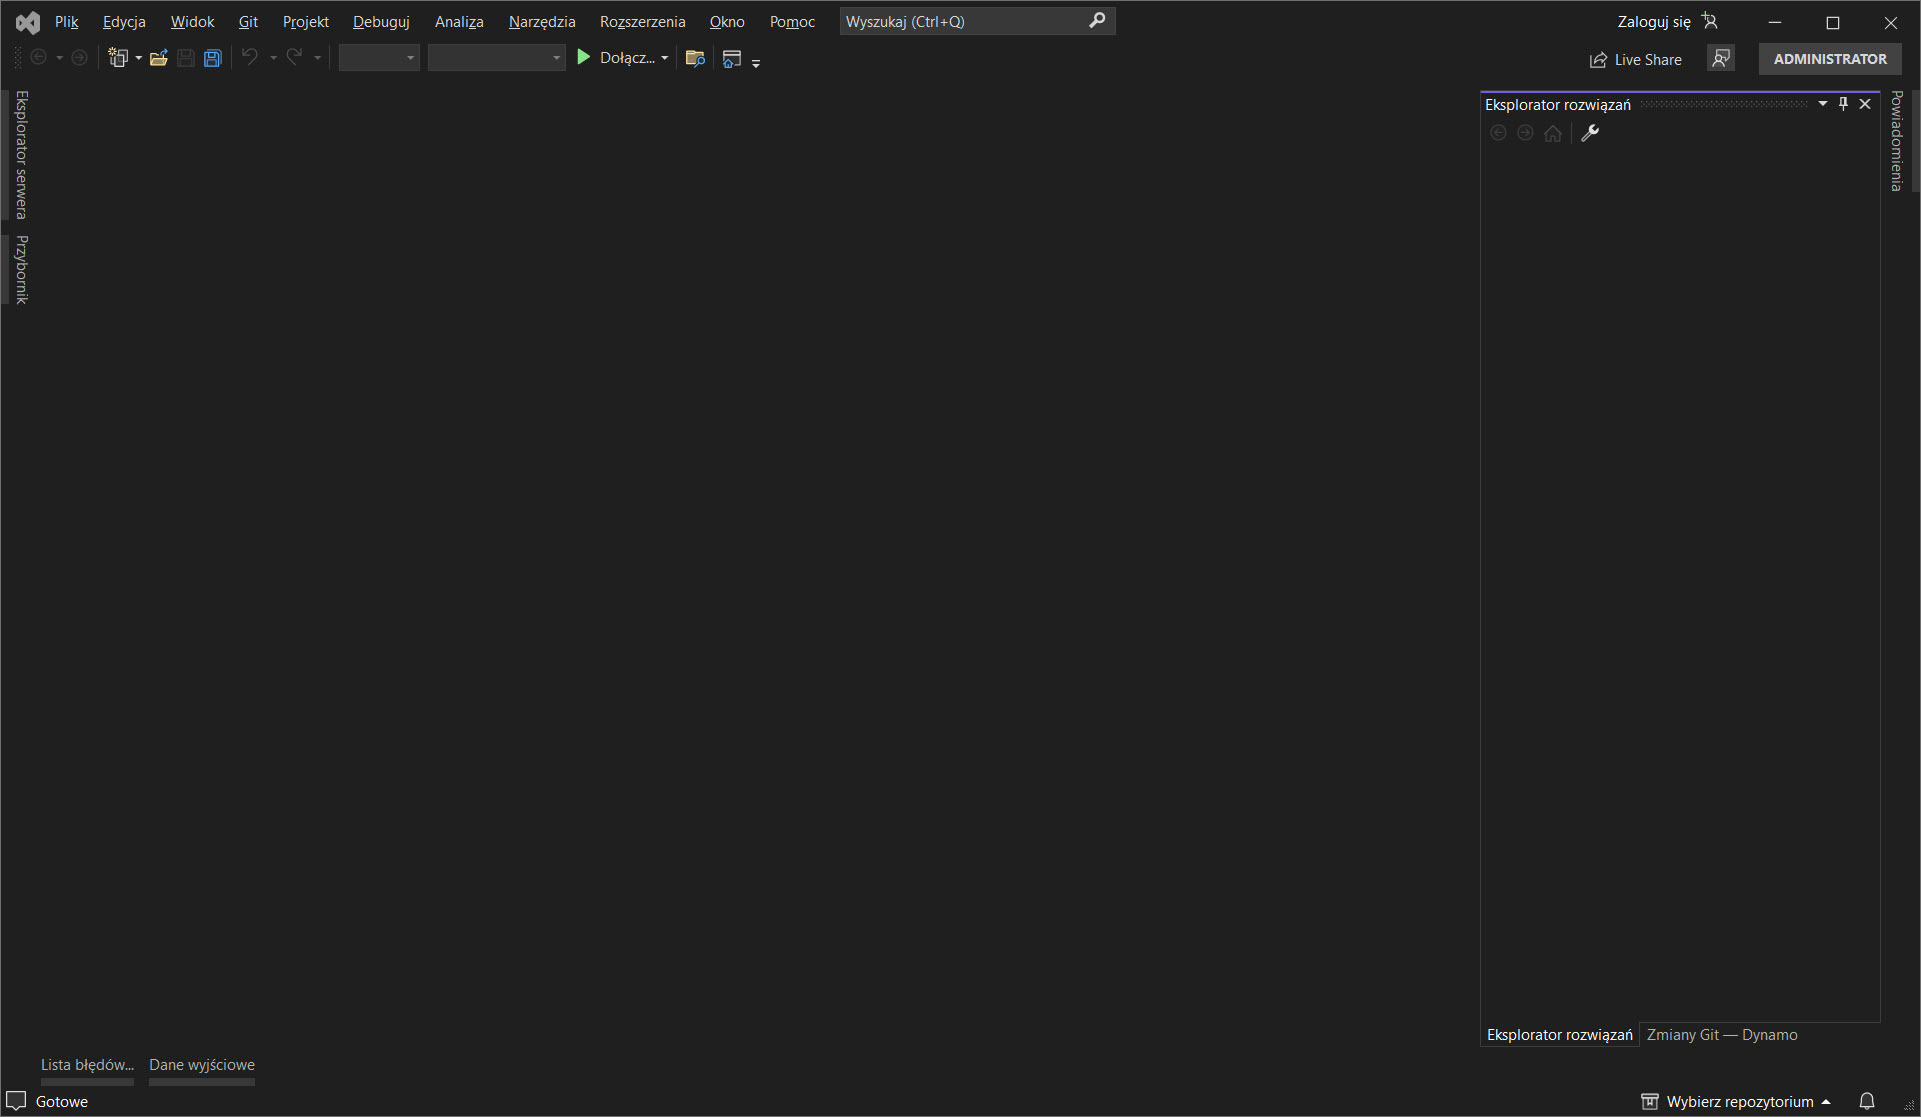 Plik Edycja Widok Git Projekt Debuguj Analiza Narzędzia Rozszerzenia Okno Pomoc Wyszukaj (Ctrl+Q) Zaloguj się
Dołącz... Live Share ADMINISTRATOR
Eksplorator serwera
Przybornik
Eksplorator rozwiązań
Powiadomienia
Eksplorator rozwiązań Zmiany Git — Dynamo
Lista błędów... Dane wyjściowe
Gotowe Wybierz repozytorium